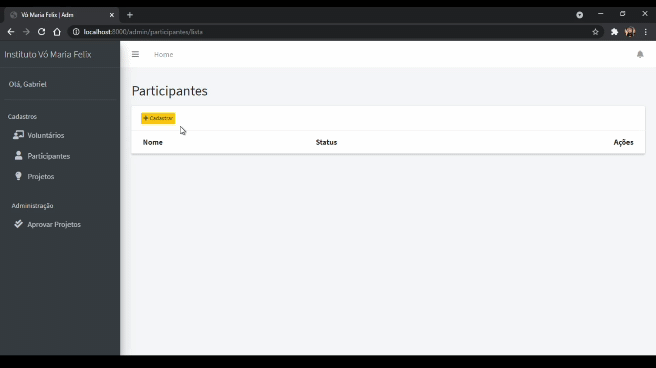 Vó Maria Felix | Adm
localhost:8000/admin/participantes/lista
Instituto Vó Maria Felix
Home
Olá, Gabriel
Participantes
+ Cadastrar
Cadastros
Voluntários
Nome Status Ações
Participantes
Projetos
Administração
Aprovar Projetos